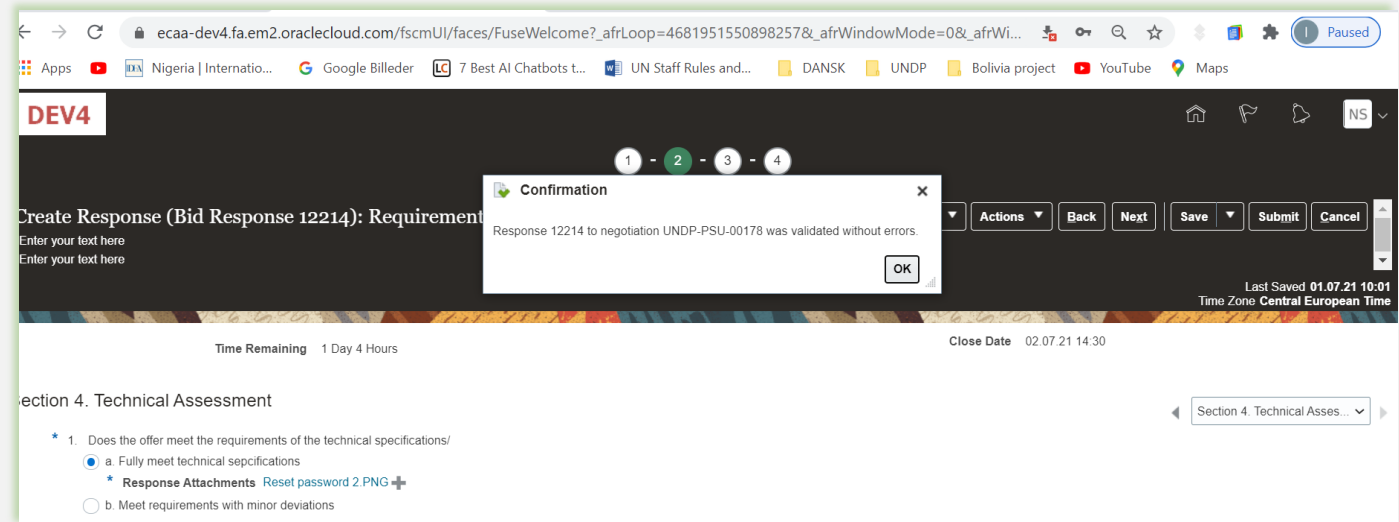 ecaa-dev4.fa.em2.oraclecloud.com/fscmUI/faces/FuseWelcome?_afrLoop=4681951550898257&_afrWindowMode=0&_afrWi... I Paused
Apps IDA Nigeria | Internatio... G Google Billeder LC 7 Best AI Chatbots t... W UN Staff Rules and... DANSK UNDP Bolivia project YouTube Maps
DEV4 NS
1 - 2 - 3 - 4
Confirmation
Create Response (Bid Response 12214): Requirement Actions Back Next Save Submit Cancel
Response 12214 to negotiation UNDP-PSU-00178 was validated without errors.
Enter your text here
Enter your text here
OK
Last Saved 01.07.21 10:01
Time Zone Central European Time
Time Remaining 1 Day 4 Hours Close Date 02.07.21 14:30
ection 4. Technical Assessment Section 4. Technical Asses...
* 1. Does the offer meet the requirements of the technical specifications/
a. Fully meet technical sepcifications
* Response Attachments Reset password 2.PNG
b. Meet requirements with minor deviations